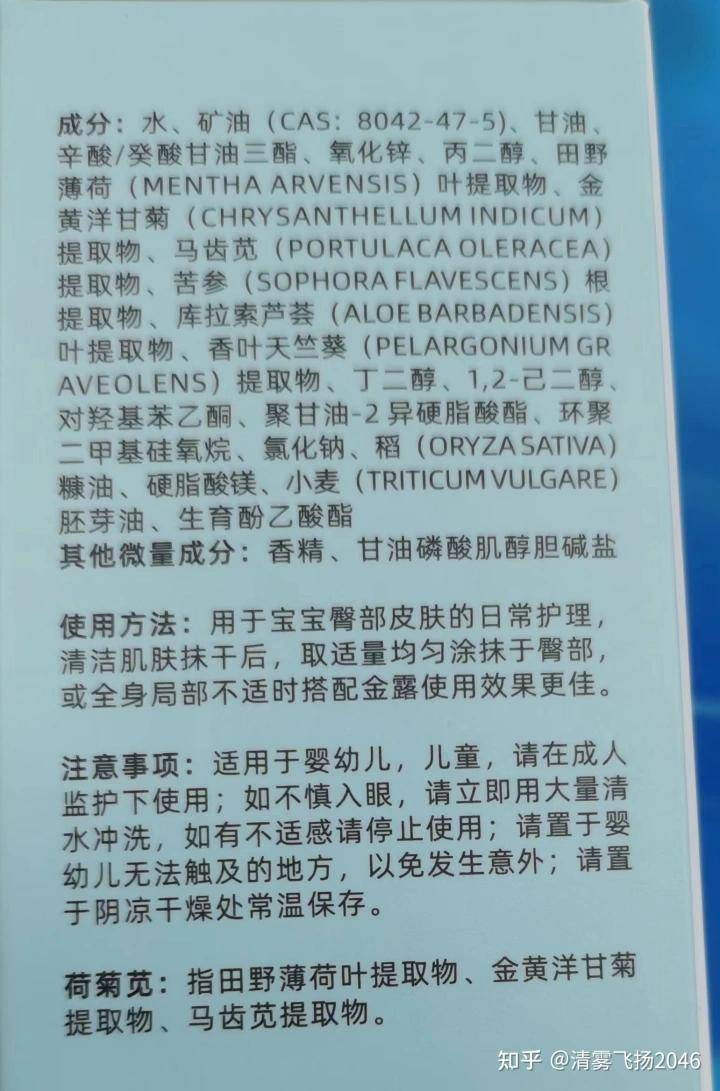 成分：水、矿油（CAS：8042-47-5)、甘油、
辛酸/癸酸甘油三酯、氧化锌、丙二醇、田野
薄荷（MENTHA ARVENSIS）叶提取物、金
黄洋甘菊（CHRYSANTHELLUM INDICUM）
提取物、马齿苋（PORTULACA OLERACEA）
提取物、苦参（SOPHORA FLAVESCENS）根
提取物、库拉索芦荟（ALOE BARBADENSIS）
叶提取物、香叶天竺葵（PELARGONIUM GR
AVEOLENS）提取物、丁二醇、1,2-己二醇、
对羟基苯乙酮、聚甘油-2 异硬脂酸酯、环聚
二甲基硅氧烷、氯化钠、稻（ORYZA SATIVA）
糠油、硬脂酸镁、小麦（TRITICUM VULGARE）
胚芽油、生育酚乙酸酯
其他微量成分：香精、甘油磷酸肌醇胆碱盐
使用方法：用于宝宝臀部皮肤的日常护理，
清洁肌肤抹干后，取适量均匀涂抹于臀部，
或全身局部不适时搭配金露使用效果更佳。
注意事项：适用于婴幼儿，儿童，请在成人
监护下使用；如不慎入眼，请立即用大量清
水冲洗，如有不适感请停止使用；请置于婴
幼儿无法触及的地方，以免发生意外；请置
于阴凉干燥处常温保存。
荷菊苋：指田野薄荷叶提取物、金黄洋甘菊
提取物、马齿苋提取物。
知乎 @清雾飞扬2046